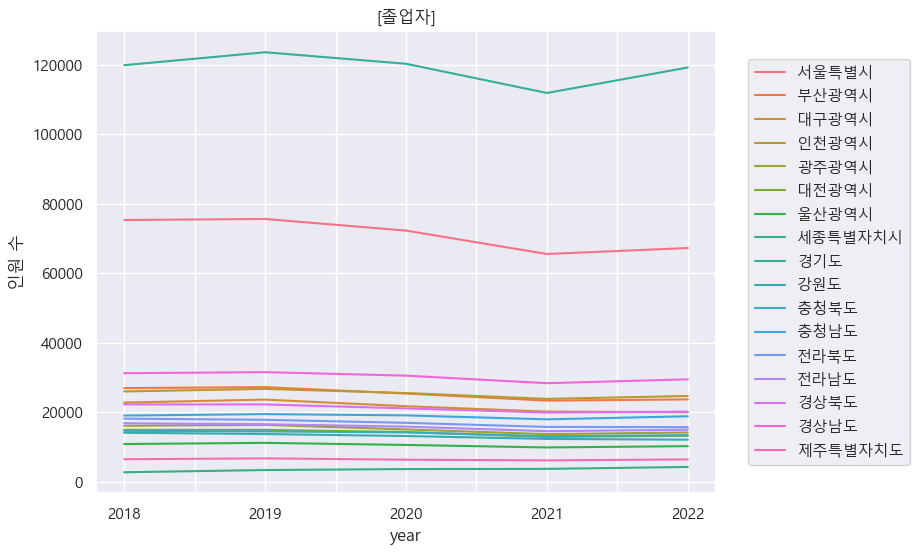 [졸업자]
120000
100000
80000
60000
40000
20000
0
인원 수
2018 2019 2020 2021 2022
year
서울특별시
부산광역시
대구광역시
인천광역시
광주광역시
대전광역시
울산광역시
세종특별자치시
경기도
강원도
충청북도
충청남도
전라북도
전라남도
경상북도
경상남도
제주특별자치도